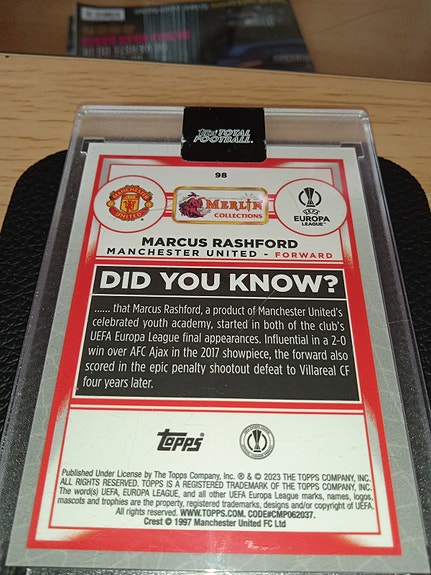 10x TOTAL
FOOTBALL
98
MANCHESTER
UNITED
MERLIN
COLLECTIONS
UEFA
EUROPA
LEAGUE
MARCUS RASHFORD
MANCHESTER UNITED - FORWARD
DID YOU KNOW?
...... that Marcus Rashford, a product of Manchester United's
celebrated youth academy, started in both of the club's
UEFA Europa League final appearances. Influential in a 2-0
win over AFC Ajax in the 2017 showpiece, the forward also
scored in the epic penalty shootout defeat to Villareal CF
four years later.
TOPPS
Published Under License by The Topps Company, Inc. ® & © 2023 THE TOPPS COMPANY, INC.
ALL RIGHTS RESERVED. TOPPS IS A REGISTERED TRADEMARK OF THE TOPPS COMPANY, INC.
The word(s) UEFA, EUROPA LEAGUE, and all other UEFA Europa League marks, names, logos,
mascots and trophies are the property, registered trademarks, designs and/or copyright of UEFA.
All rights reserved. WWW.TOPPS.COM. CODE#CMP062037.
Crest © 1997 Manchester United FC Ltd